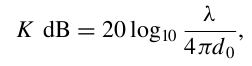 K dB = 20 log₁₀ λ / 4πd₀ ,